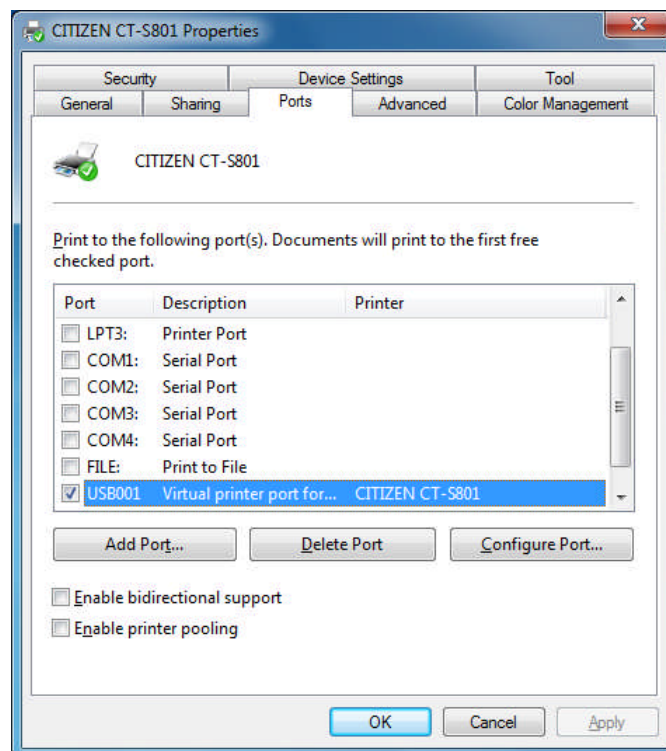 CITIZEN CT-S801 Properties
Security Device Settings Tool
General Sharing Ports Advanced Color Management
CITIZEN CT-S801
Print to the following port(s). Documents will print to the first free
checked port.
Port Description Printer
LPT3: Printer Port
COM1: Serial Port
COM2: Serial Port
COM3: Serial Port
COM4: Serial Port
FILE: Print to File
USB001 Virtual printer port for... CITIZEN CT-S801
Add Port... Delete Port Configure Port...
Enable bidirectional support
Enable printer pooling
OK Cancel Apply